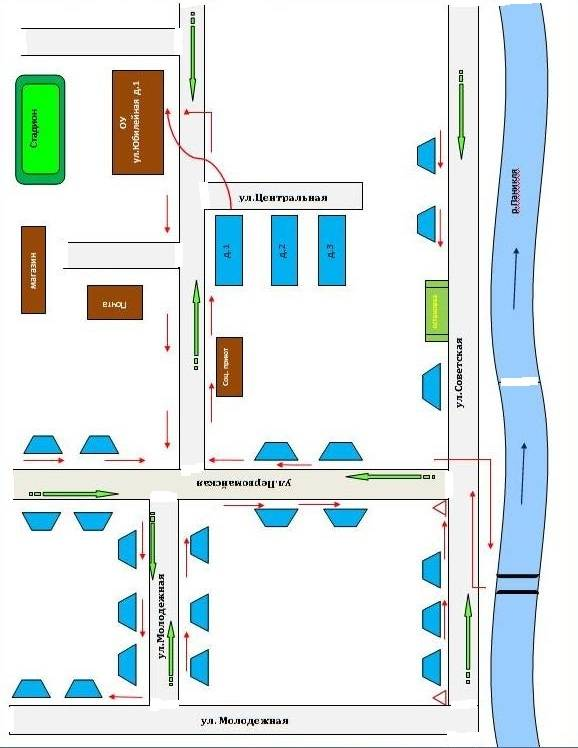 Стадион
ОУ
ул.Юбилейная д.1
ул.Центральная
р.Паникля
магазин
Почта
д.1
д.2
д.3
остановка
Соц. приют
ул.Советская
ул.Первомайская
ул.Молодежная
ул. Молодежная